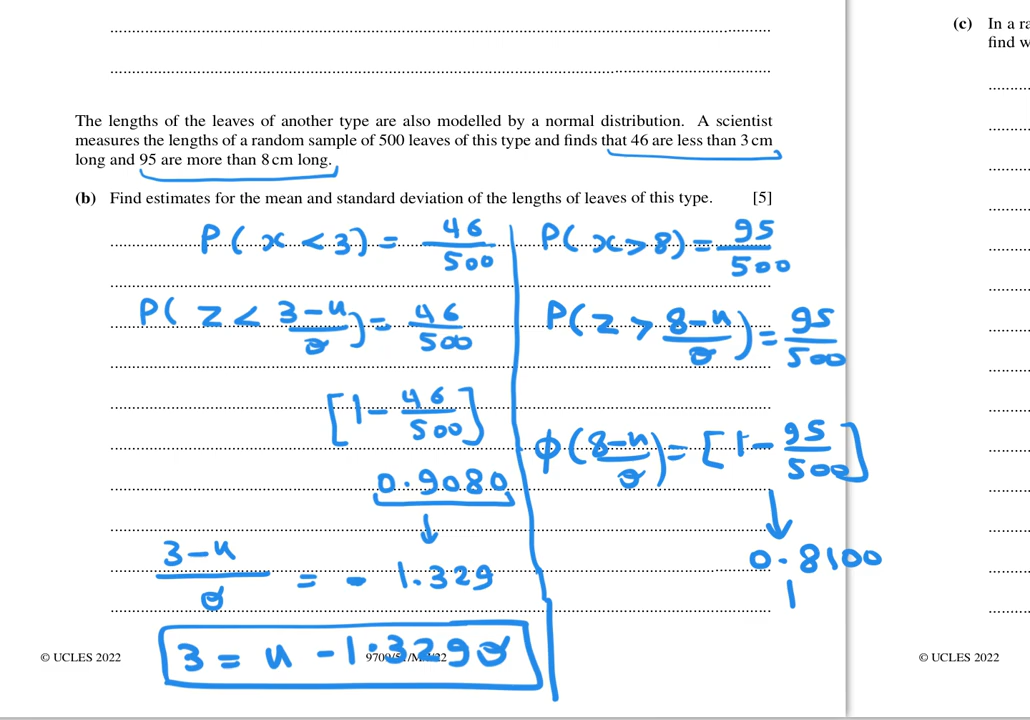 (c) In a ra
find w
The lengths of the leaves of another type are also modelled by a normal distribution. A scientist
measures the lengths of a random sample of 500 leaves of this type and finds that 46 are less than 3 cm
long and 95 are more than 8 cm long.
(b) Find estimates for the mean and standard deviation of the lengths of leaves of this type. [5]
P(x < 3) = 46/500
P(Z < (3-μ)/σ) = 46/500
[1 - 46/500]
0.9080
↓
(3-μ)/σ = - 1.329
3 = μ - 1.329σ
P(x > 8) = 95/500
P(Z > (8-μ)/σ) = 95/500
Φ((8-μ)/σ) = [1 - 95/500]
↓
0.8100
© UCLES 2022
© UCLES 2022